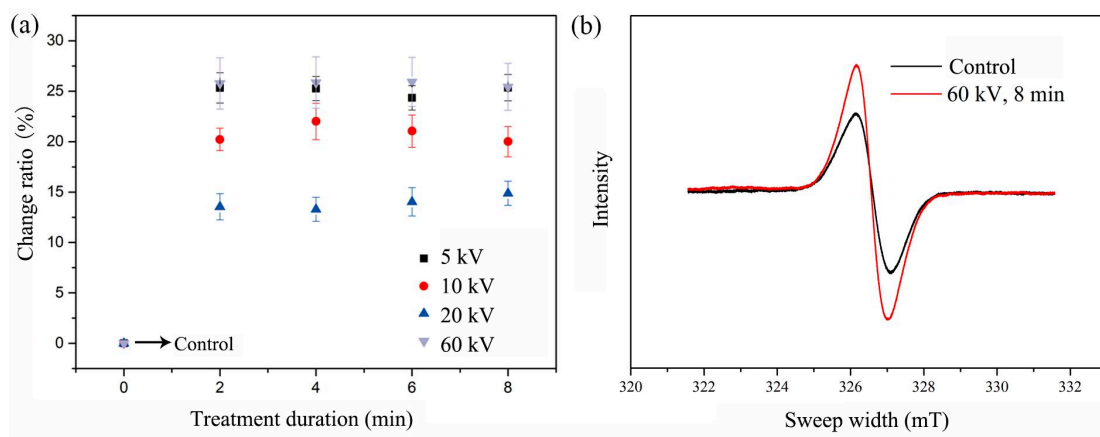 (a)
30
25
20
15
10
5
0
Change ratio (%)
Control
5 kV
10 kV
20 kV
60 kV
0 2 4 6 8
Treatment duration (min)
(b)
Control
60 kV, 8 min
Intensity
320 322 324 326 328 330 332
Sweep width (mT)